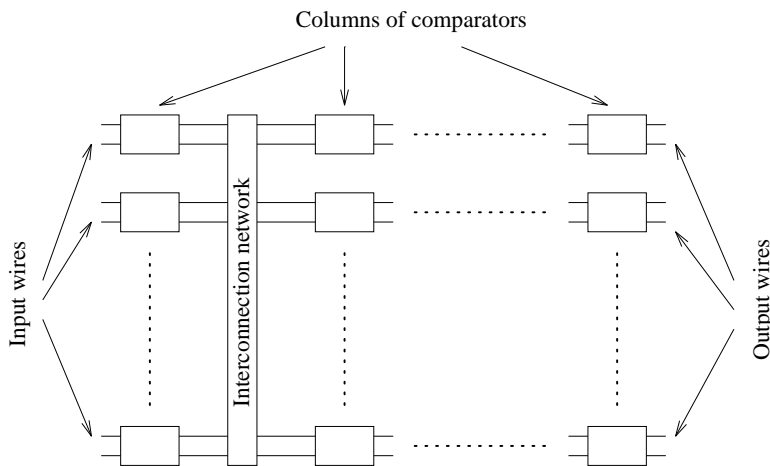 Columns of comparators
Input wires
Interconnection network
Output wires